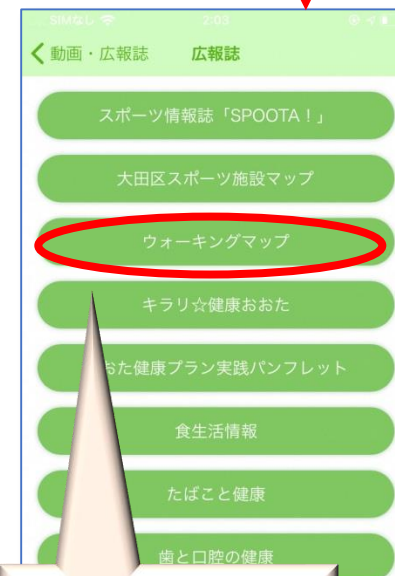 SIMなし 2:03
動画・広報誌 広報誌
スポーツ情報誌「SPOOTA！」
大田区スポーツ施設マップ
ウォーキングマップ
キラリ☆健康おおた
おた健康プラン実践パンフレット
食生活情報
たばこと健康
歯と口腔の健康